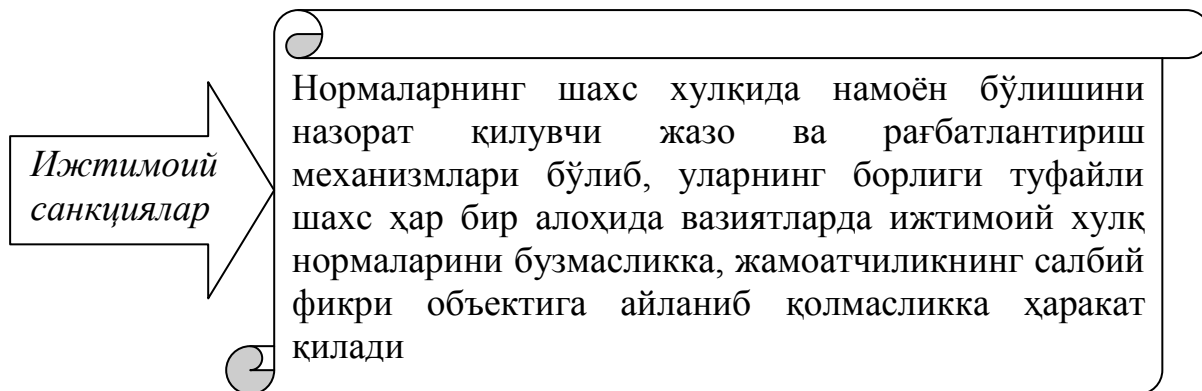 Ижтимоий
санкциялар
Нормаларнинг шахс хулқида намоён бўлишини
назорат қилувчи жазо ва рағбатлантириш
механизмлари бўлиб, уларнинг борлиги туфайли
шахс ҳар бир алоҳида вазиятларда ижтимоий хулқ
нормаларини бузмасликка, жамоатчиликнинг салбий
фикри объектига айланиб қолмасликка ҳаракат
қилади